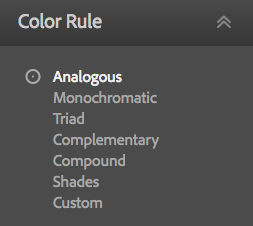 Color Rule
Analogous
Monochromatic
Triad
Complementary
Compound
Shades
Custom